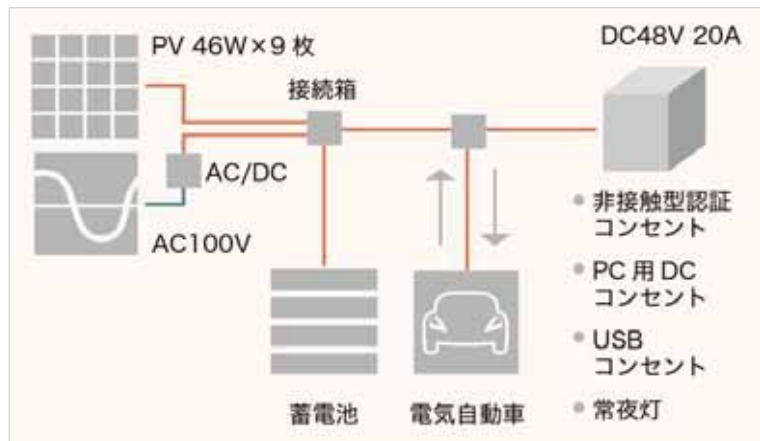 PV 46W×9 枚
DC48V 20A
接続箱
AC/DC
AC100V
非接触型認証
コンセント
PC 用 DC
コンセント
USB
コンセント
常夜灯
蓄電池
電気自動車